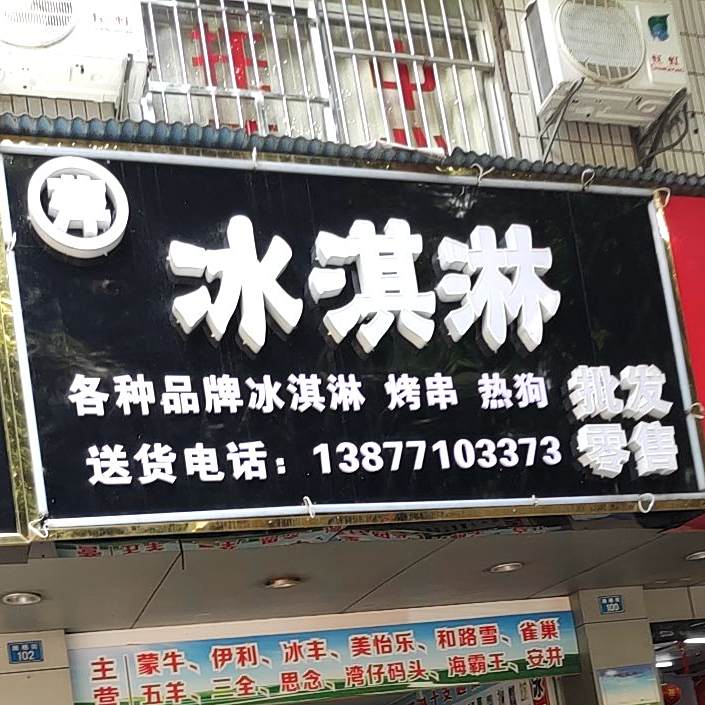 冰淇淋
各种品牌冰淇淋 烤串 热狗
送货电话：13877103373
批发
零售
主营
蒙牛、伊利、冰丰、美怡乐、和路雪、雀巢
五羊、三全、思念、湾仔码头、海霸王、安井
102
100